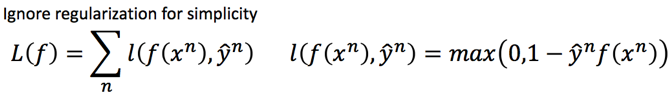 Ignore regularization for simplicity
L(f) = ∑ₙ l(f(xⁿ), ŷⁿ)    l(f(xⁿ), ŷⁿ) = max(0,1 − ŷⁿf(xⁿ))